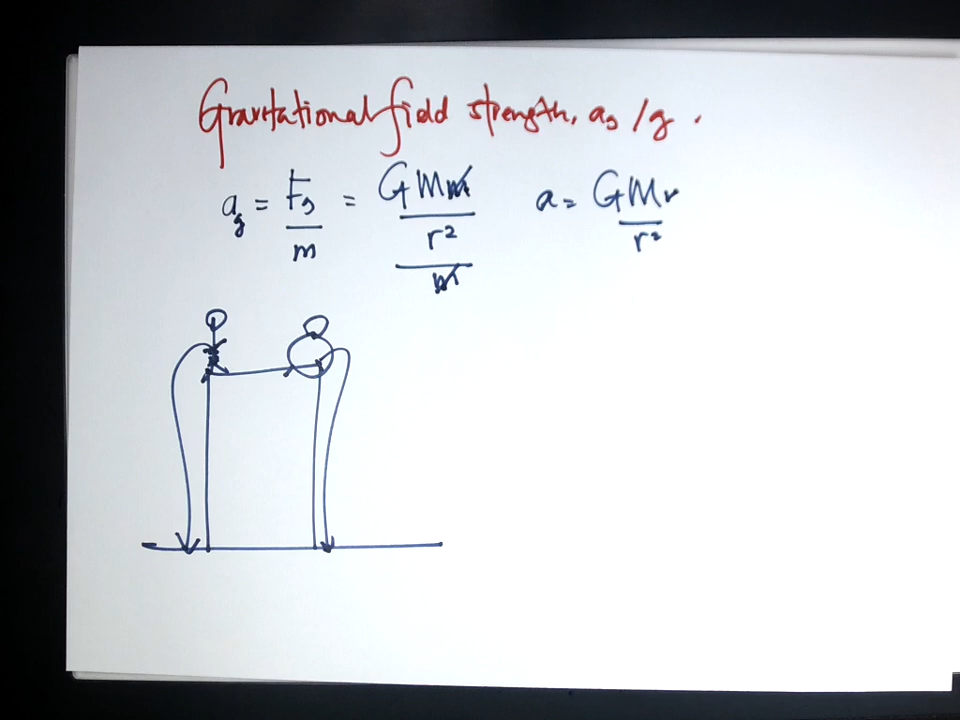 Gravitational field strength, ag /g.
ag = Fg/m = GMm/r²/m a = GMr/r²